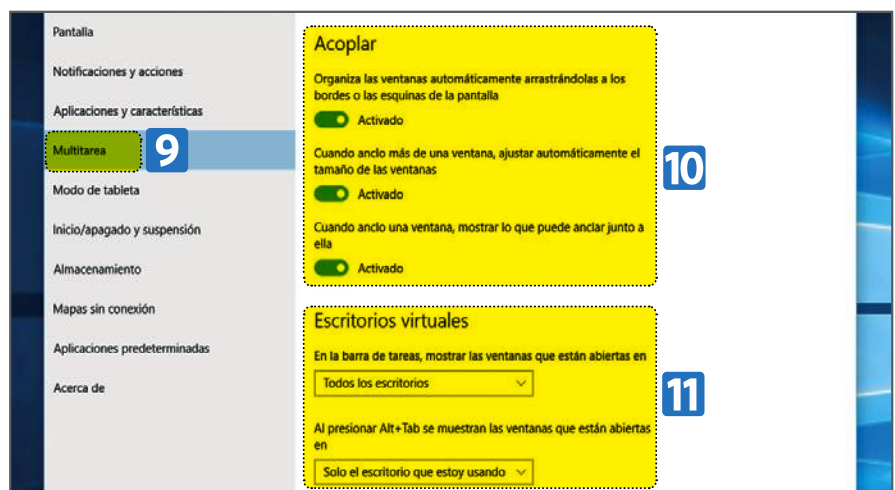 Pantalla
Notificaciones y acciones
Aplicaciones y características
Multitarea
9
Modo de tableta
Inicio/apagado y suspensión
Almacenamiento
Mapas sin conexión
Aplicaciones predeterminadas
Acerca de
Acoplar
Organiza las ventanas automáticamente arrastrándolas a los
bordes o las esquinas de la pantalla
Activado
Cuando anclo más de una ventana, ajustar automáticamente el
tamaño de las ventanas
Activado
Cuando anclo una ventana, mostrar lo que puede anclar junto a
ella
Activado
10
Escritorios virtuales
En la barra de tareas, mostrar las ventanas que están abiertas en
Todos los escritorios
Al presionar Alt+Tab se muestran las ventanas que están abiertas
en
Solo el escritorio que estoy usando
11